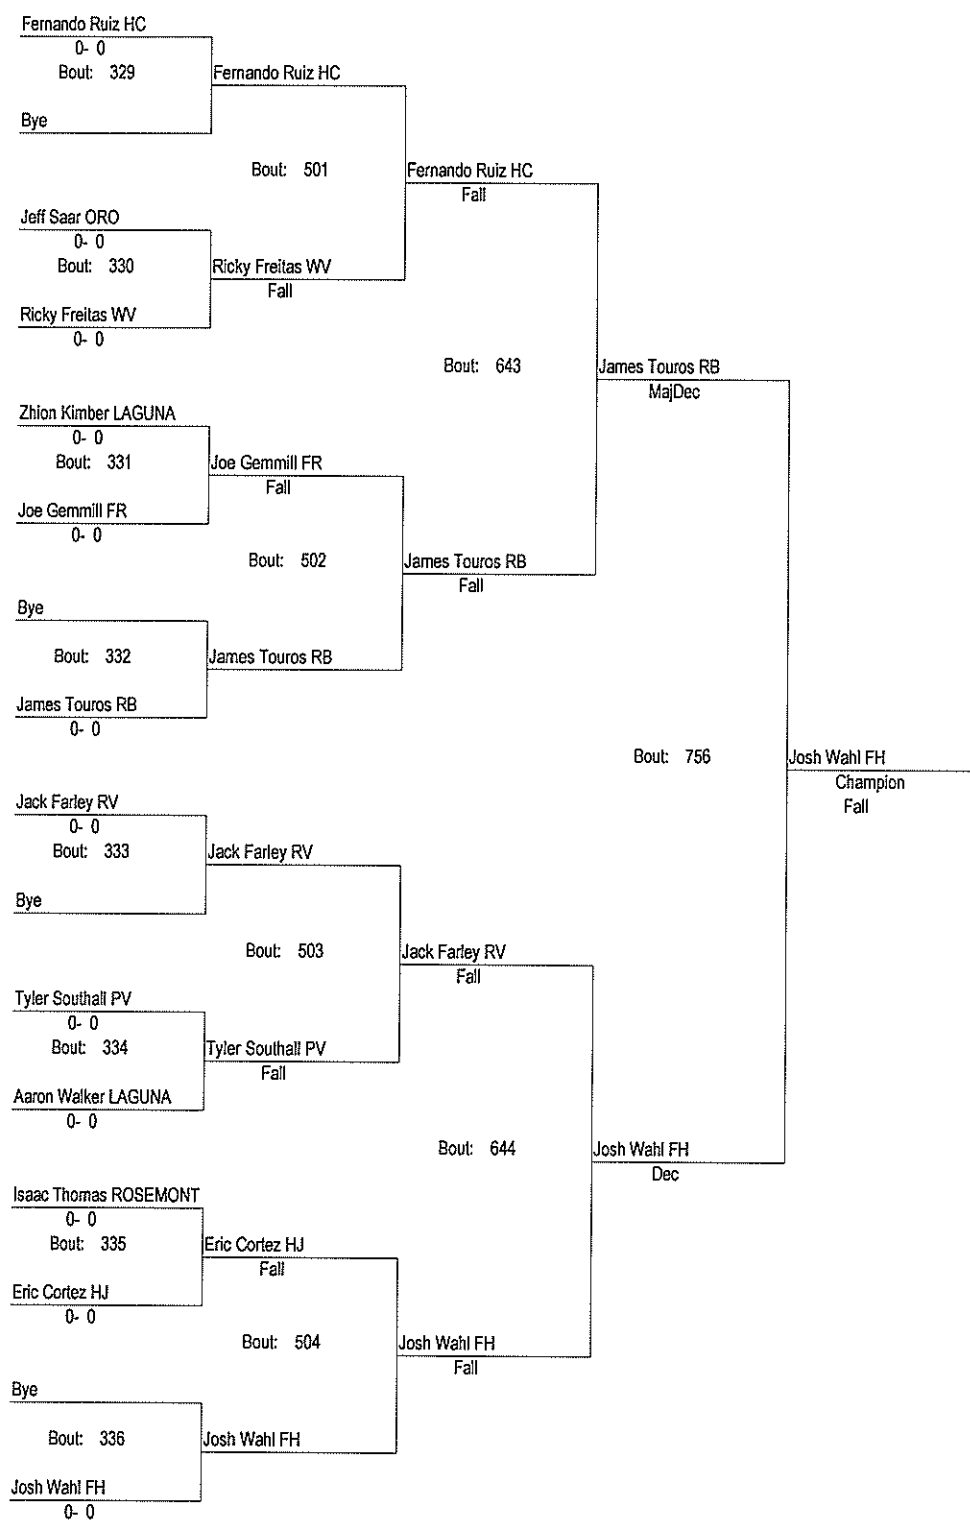 Fernando Ruiz HC
0- 0
Bout: 329
Fernando Ruiz HC
Bye
Bout: 501
Fernando Ruiz HC
Fall
Jeff Saar ORO
0- 0
Bout: 330
Ricky Freitas WV
Fall
Ricky Freitas WV
0- 0
Bout: 643
James Touros RB
MajDec
Zhion Kimber LAGUNA
0- 0
Bout: 331
Joe Gemmill FR
Fall
Joe Gemmill FR
0- 0
Bout: 502
James Touros RB
Fall
Bye
Bout: 332
James Touros RB
James Touros RB
0- 0
Bout: 756
Josh Wahl FH
Champion
Fall
Jack Farley RV
0- 0
Bout: 333
Jack Farley RV
Bye
Bout: 503
Jack Farley RV
Fall
Tyler Southall PV
0- 0
Bout: 334
Tyler Southall PV
Fall
Aaron Walker LAGUNA
0- 0
Bout: 644
Josh Wahl FH
Dec
Isaac Thomas ROSEMONT
0- 0
Bout: 335
Eric Cortez HJ
Fall
Eric Cortez HJ
0- 0
Bout: 504
Josh Wahl FH
Fall
Bye
Bout: 336
Josh Wahl FH
Josh Wahl FH
0- 0